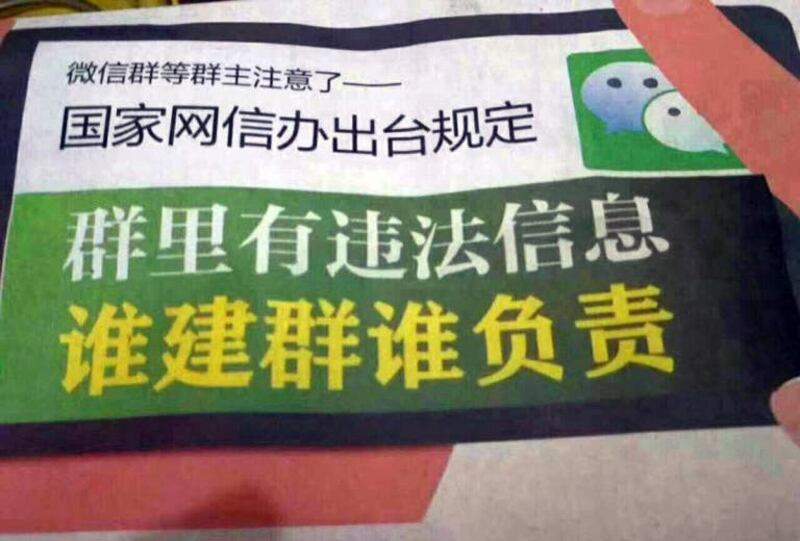 微信群等群主注意了——
国家网信办出台规定
群里有违法信息
谁建群谁负责